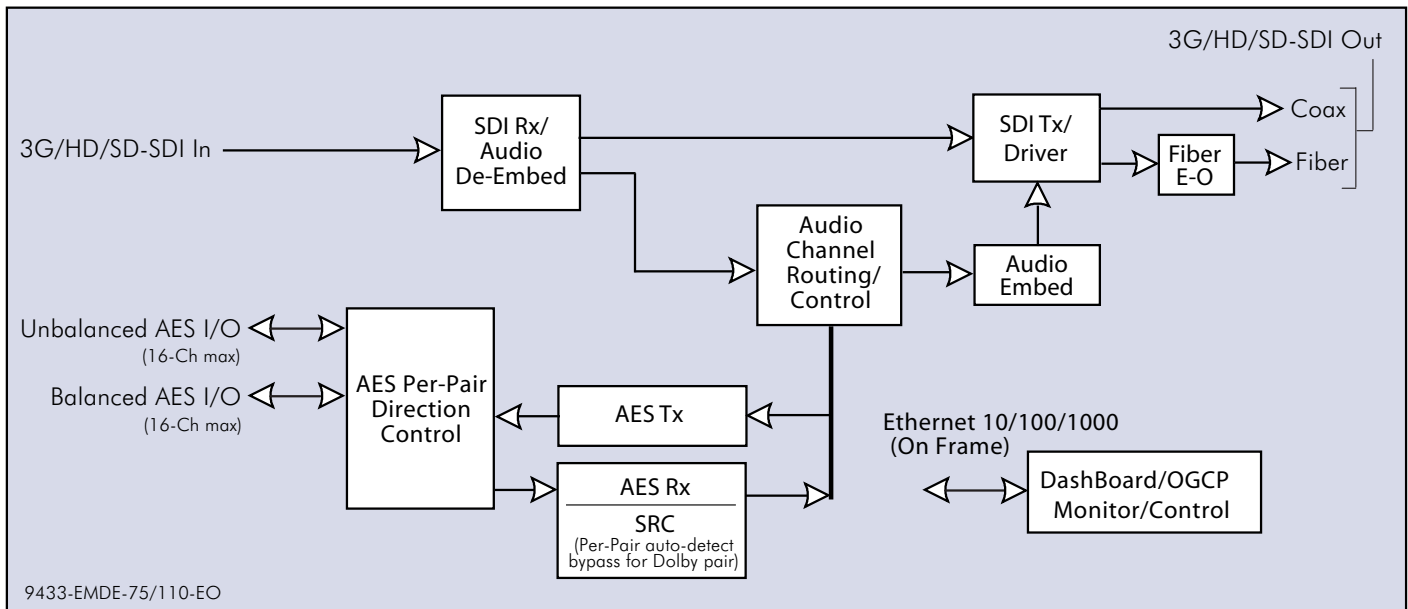 3G/HD/SD-SDI Out
SDI Rx/
Audio
De-Embed
SDI Tx/
Driver
Coax
3G/HD/SD-SDI In
Fiber
E-O
Fiber
Audio
Channel
Routing/
Control
Audio
Embed
Unbalanced AES I/O
(16-Ch max)
Balanced AES I/O
(16-Ch max)
AES Per-Pair
Direction
Control
AES Tx
AES Rx
SRC
(Per-Pair auto-detect
bypass for Dolby pair)
Ethernet 10/100/1000
(On Frame)
DashBoard/OGCP
Monitor/Control
9433-EMDE-75/110-EO